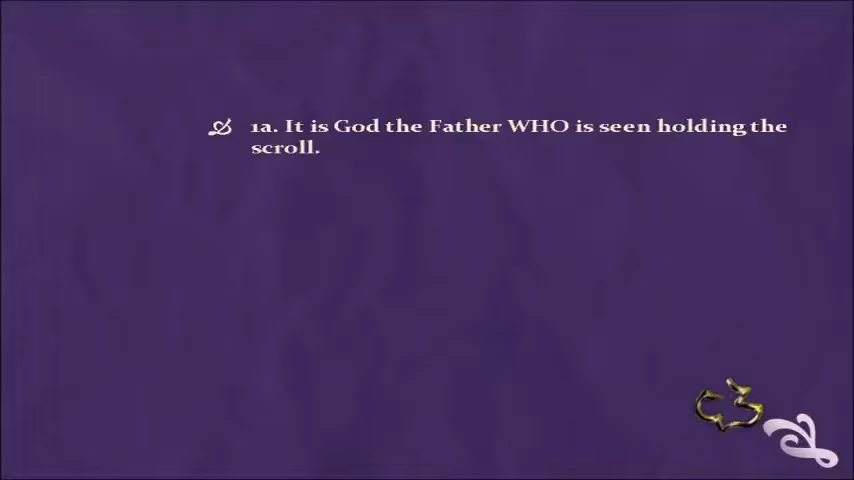 1a. It is God the Father WHO is seen holding the
scroll.